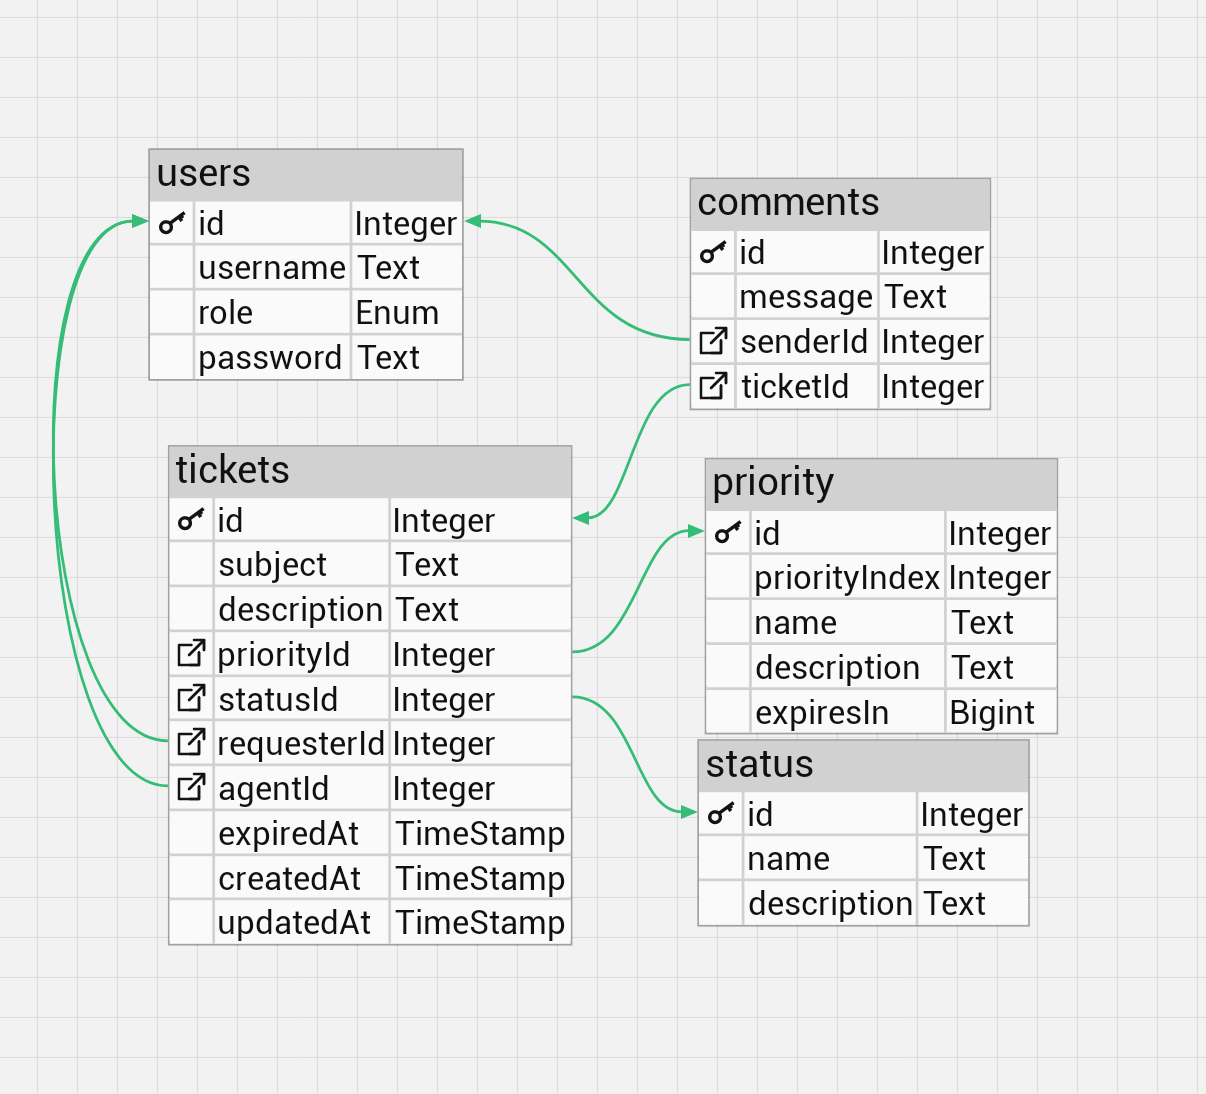 users
id Integer
username Text
role Enum
password Text
comments
id Integer
message Text
senderId Integer
ticketId Integer
tickets
id Integer
subject Text
description Text
priorityId Integer
statusId Integer
requesterId Integer
agentId Integer
expiredAt TimeStamp
createdAt TimeStamp
updatedAt TimeStamp
priority
id Integer
priorityIndex Integer
name Text
description Text
expiresIn Bigint
status
id Integer
name Text
description Text